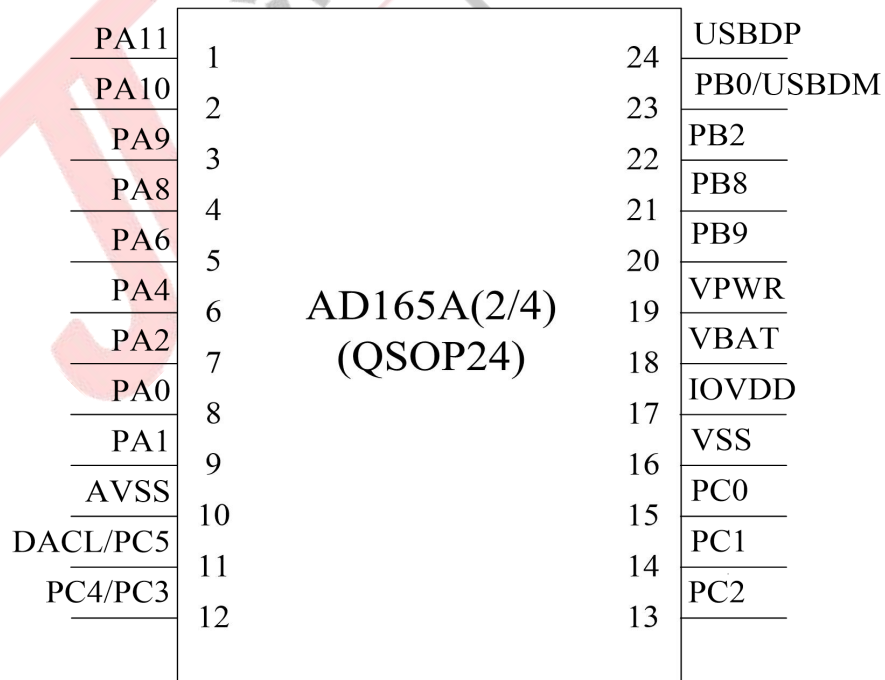 PA11 1 24 USBDP
PA10 2 23 PB0/USBDM
PA9 3 22 PB2
PA8 4 21 PB8
PA6 5 20 PB9
PA4 6 19 VPWR
AD165A(2/4)
PA2 7 18 VBAT
(QSOP24)
PA0 8 17 IOVDD
PA1 9 16 VSS
AVSS 10 15 PC0
DACL/PC5 11 14 PC1
PC4/PC3 12 13 PC2